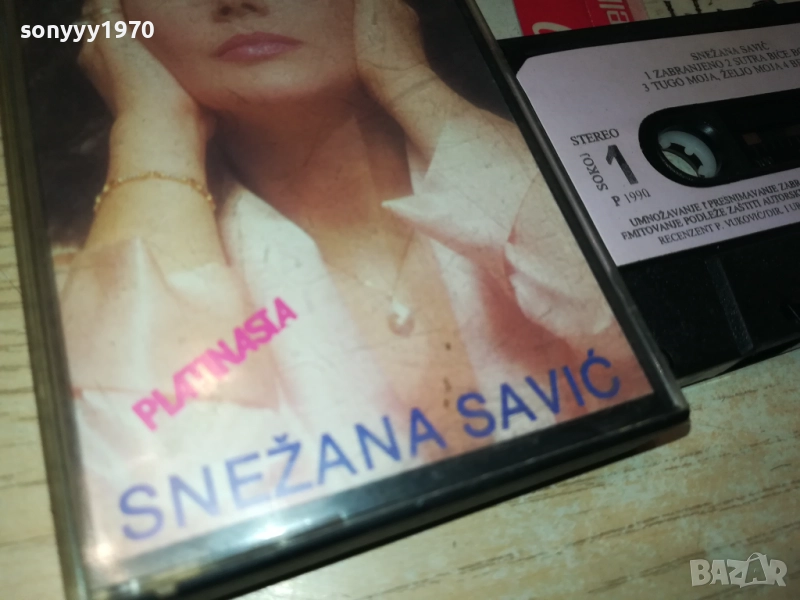 sonyyy1970
PLATINASTA
SNEŽANA SAVIĆ
SNEŽANA SAVIĆ
1 ZABRANJENO 2 SUTRA BIĆE
3 TUGO MOJA, ŽELJO MOJA 4
STEREO
1
SOKOJ
P 1990
UMNOŽAVANJE I PRESNIMAVANJE
EMITOVANJE PODLEŽE ZAŠTITI AUTORSK
RECENZENT P. VUKOVIĆ/DIR. I UR
BAZAR